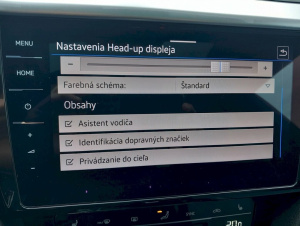 MENU
Nastavenia Head-up displeja
HOME
− +
Farebná schéma: Štandard
Obsahy
Asistent vodiča
+
Identifikácia dopravných značiek
−
Privádzanie do cieľa